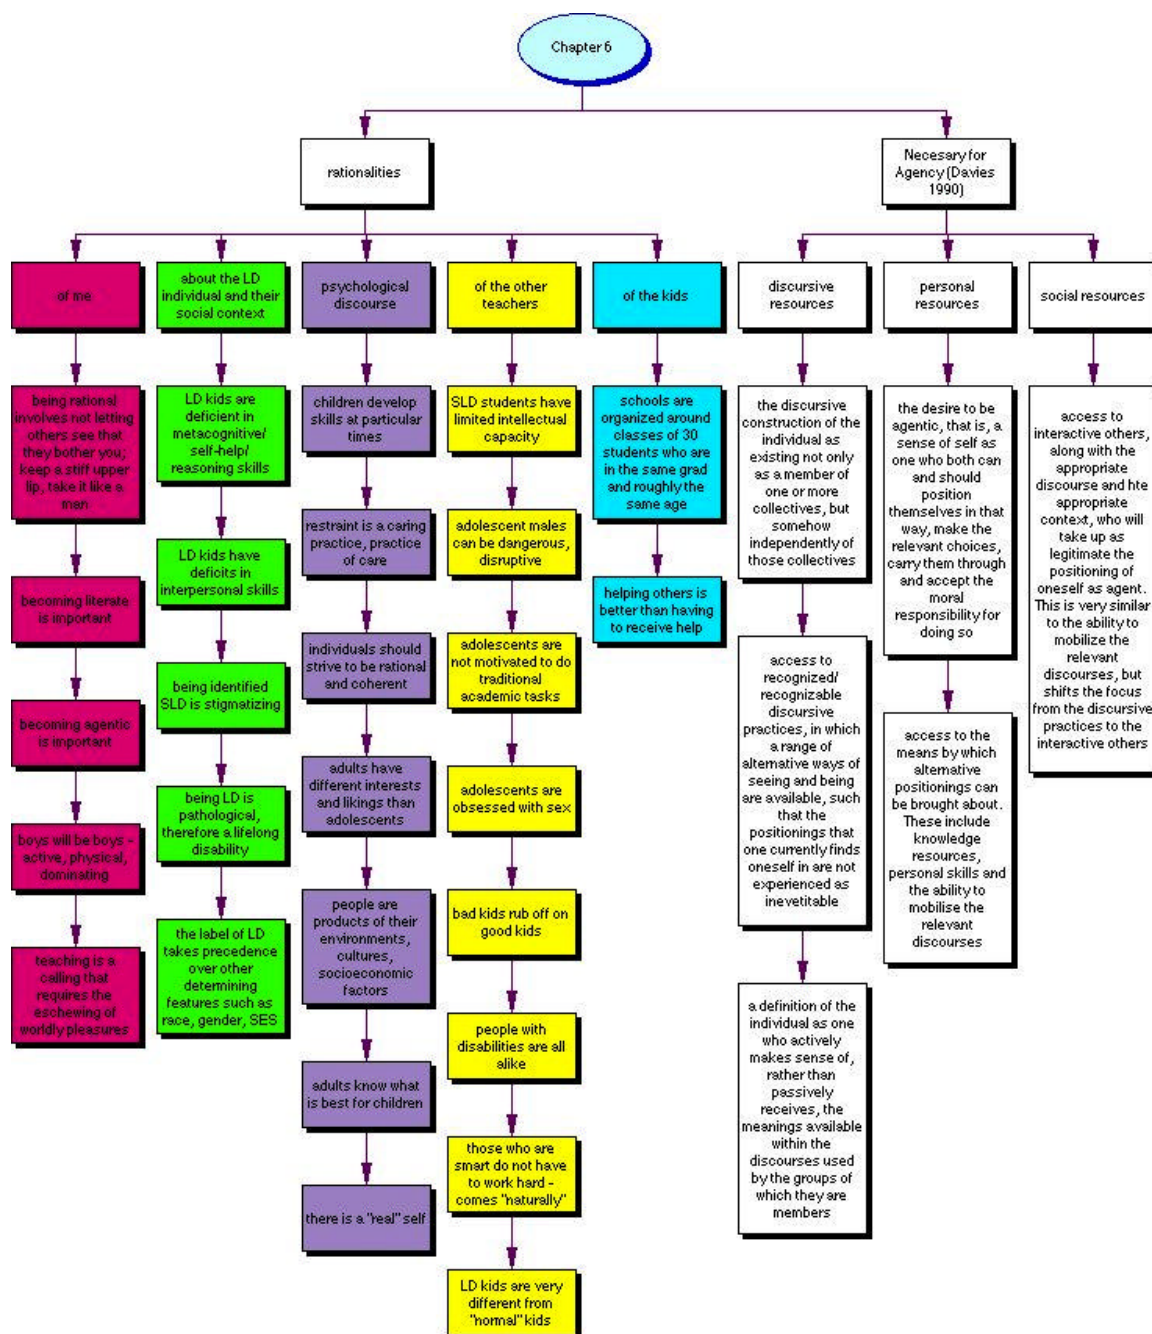 Chapter 6
rationalities
Necesary for
Agency (Davies
1990)
of me
about the LD
individual and their
social context
psychological
discourse
of the other
teachers
of the kids
discursive
resources
personal
resources
social resources
being rational
involves not letting
others see that
they bother you;
keep a stiff upper
lip, take it like a
man
becoming literate
is important
becoming agentic
is important
boys will be boys -
active, physical,
dominating
teaching is a
calling that
requires the
eschewing of
worldly pleasures
LD kids are
deficient in
metacognitive/
self-help/
reasoning skills
LD kids have
deficits in
interpersonal skills
being identified
SLD is stigmatizing
being LD is
pathological,
therefore a lifelong
disability
the label of LD
takes precedence
over other
determining
features such as
race, gender, SES
children develop
skills at particular
times
restraint is a caring
practice, practice
of care
individuals should
strive to be rational
and coherent
adults have
different interests
and likings than
adolescents
people are
products of their
environments,
cultures,
socioeconomic
factors
adults know what
is best for children
there is a "real" self
SLD students have
limited intellectual
capacity
adolescent males
can be dangerous,
disruptive
adolescents are
not motivated to do
traditional
academic tasks
adolescents are
obsessed with sex
bad kids rub off on
good kids
people with
disabilities are all
alike
those who are
smart do not have
to work hard -
comes "naturally"
LD kids are very
different from
"normal" kids
schools are
organized around
classes of 30
students who are
in the same grad
and roughly the
same age
helping others is
better than having
to receive help
the discursive
construction of the
individual as
existing not only
as a member of
one or more
collectives, but
somehow
independently of
those collectives
access to
recognized/
recognizable
discursive
practices, in which
a range of
alternative ways of
seeing and being
are available, such
that the
positionings that
one currently finds
oneself in are not
experienced as
inevetitable
a definition of the
individual as one
who actively
makes sense of,
rather than
passively
receives, the
meanings available
within the
discourses used
by the groups of
which they are
members
the desire to be
agentic, that is, a
sense of self as
one who both can
and should
position
themselves in that
way, make the
relevant choices,
carry them through
and accept the
moral
responsibility for
doing so
access to the
means by which
alternative
positionings can
be brought about.
These include
knowledge
resources,
personal skills and
the ability to
mobilise the
relevant
discourses
access to
interactive others,
along with the
appropriate
discourse and hte
appropriate
context, who will
take up as
legitimate the
positioning of
oneself as agent.
This is very similar
to the ability to
mobilize the
relevant
discourses, but
shifts the focus
from the discursive
practices to the
interactive others